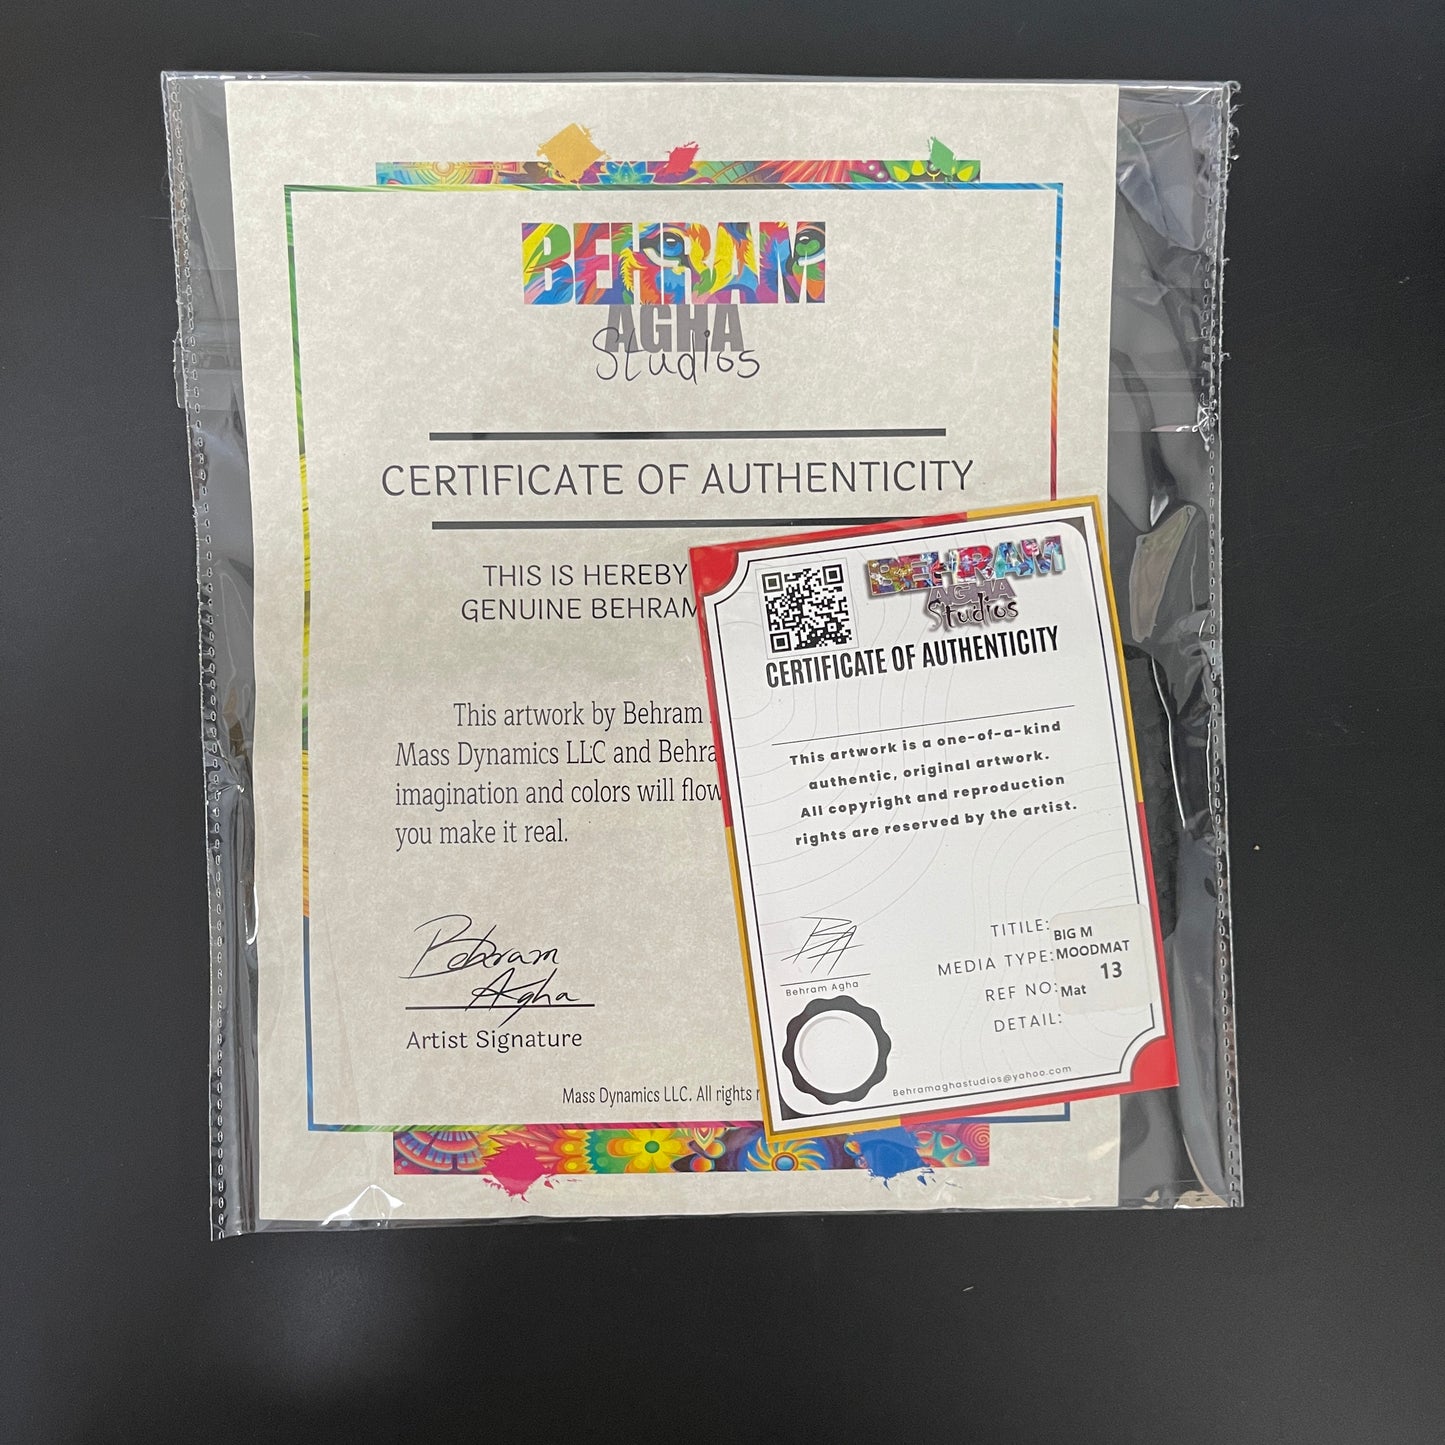 BEHRAM
AGHA
Studios
CERTIFICATE OF AUTHENTICITY
THIS IS HEREBY
GENUINE BEHRAM
This artwork by Behram
Mass Dynamics LLC and Behra
imagination and colors will flow
you make it real.
Behram
Agha
Artist Signature
Mass Dynamics LLC. All rights
BEHRAM
AGHA
Studios
CERTIFICATE OF AUTHENTICITY
This artwork is a one-of-a-kind
authentic, original artwork.
All copyright and reproduction
rights are reserved by the artist.
BA
Behram Agha
TITILE: BIG M
MEDIA TYPE: MOODMAT
13
REF NO: Mat
DETAIL:
Behramaghastudios@yahoo.com